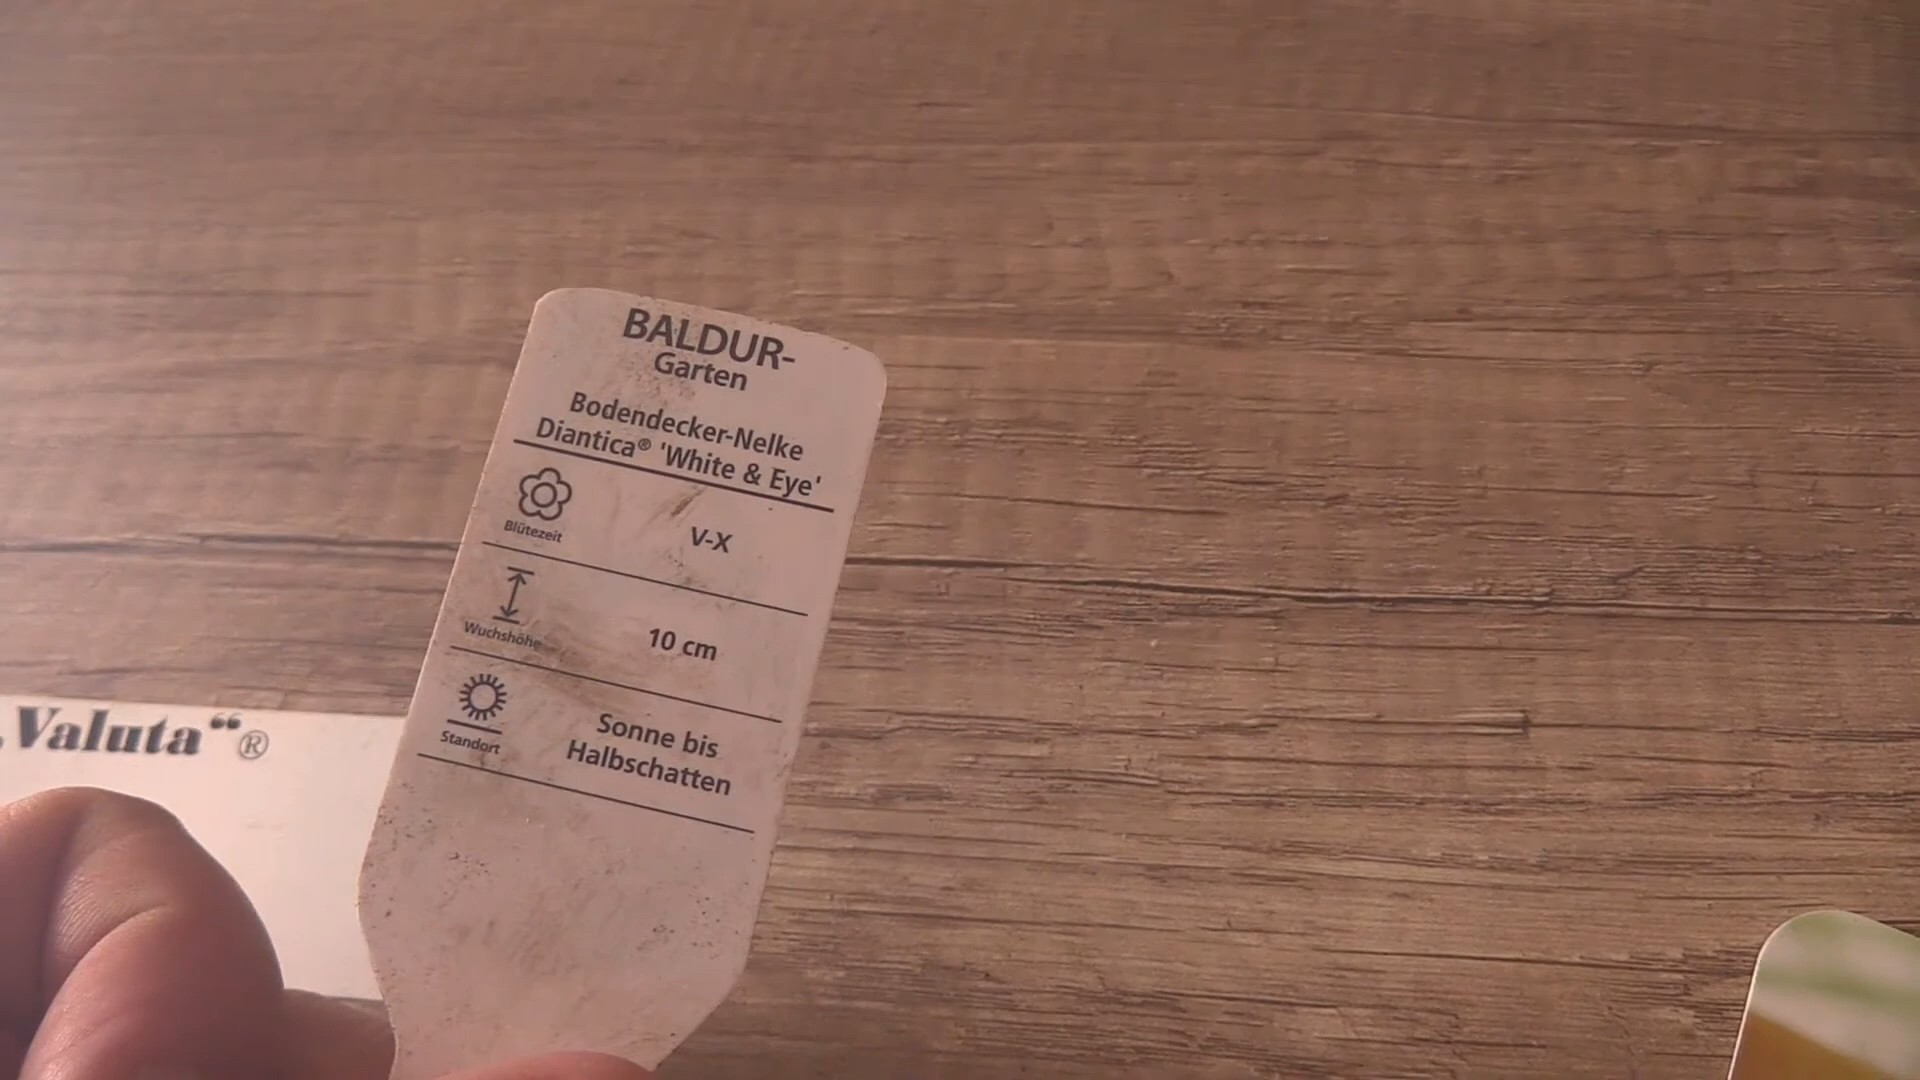 BALDUR-
Garten
Bodendecker-Nelke
Diantica® 'White & Eye'
Blütezeit
V-X
Wuchshöhe
10 cm
Standort
Sonne bis
Halbschatten
Valuta“®